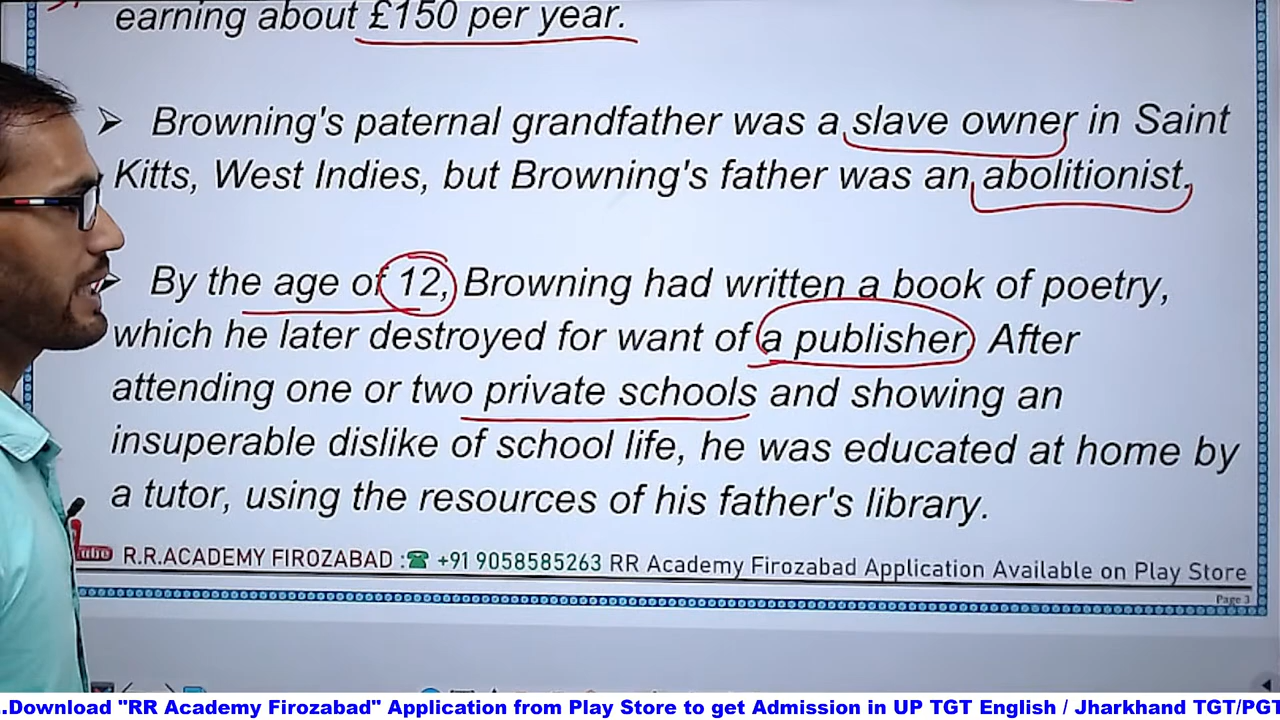 earning about £150 per year.
➢ Browning's paternal grandfather was a slave owner in Saint
Kitts, West Indies, but Browning's father was an abolitionist.
By the age of 12, Browning had written a book of poetry,
which he later destroyed for want of a publisher. After
attending one or two private schools and showing an
insuperable dislike of school life, he was educated at home by
a tutor, using the resources of his father's library.
R.R.ACADEMY FIROZABAD :☎ +91 9058585263 RR Academy Firozabad Application Available on Play Store
Page 3
..Download "RR Academy Firozabad" Application from Play Store to get Admission in UP TGT English / Jharkhand TGT/PGT